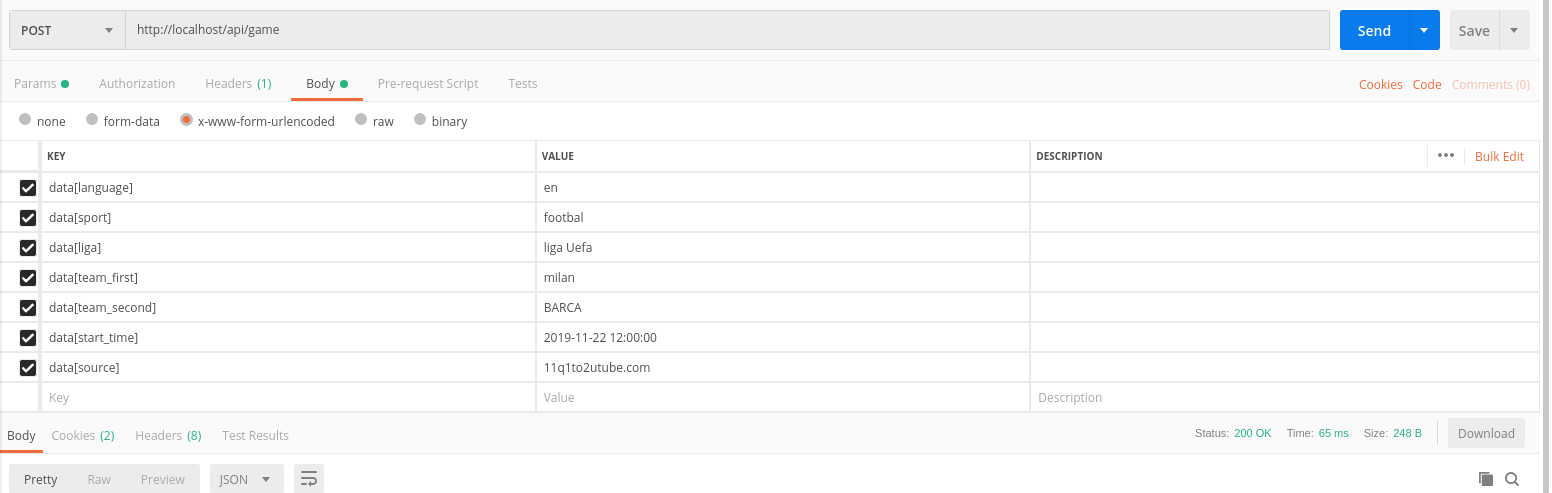 POST http://localhost/api/game Send Save
Params Authorization Headers (1) Body Pre-request Script Tests Cookies Code Comments (0)
none form-data x-www-form-urlencoded raw binary
KEY VALUE DESCRIPTION ••• Bulk Edit
data[language] en
data[sport] footbal
data[liga] liga Uefa
data[team_first] milan
data[team_second] BARCA
data[start_time] 2019-11-22 12:00:00
data[source] 11q1to2utube.com
Key Value Description
Body Cookies (2) Headers (8) Test Results Status: 200 OK Time: 65 ms Size: 248 B Download
Pretty Raw Preview JSON